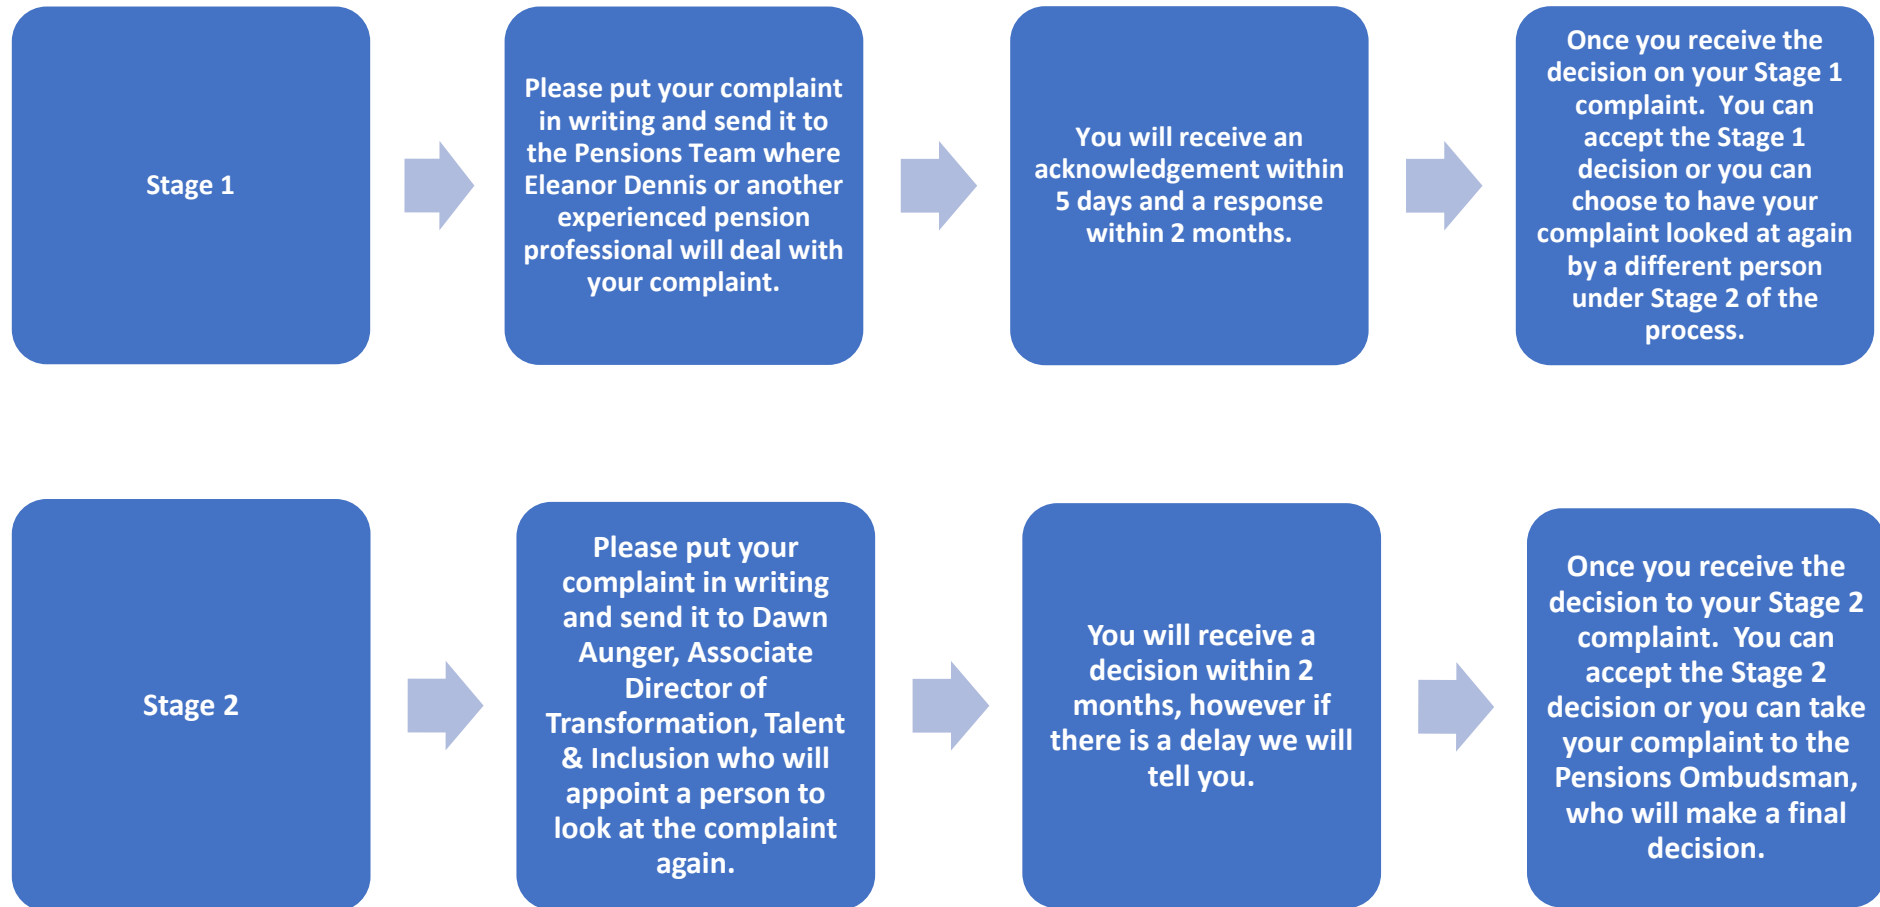 Stage 1
Please put your complaint
in writing and send it to
the Pensions Team where
Eleanor Dennis or another
experienced pension
professional will deal with
your complaint.
You will receive an
acknowledgement within
5 days and a response
within 2 months.
Once you receive the
decision on your Stage 1
complaint.  You can
accept the Stage 1
decision or you can
choose to have your
complaint looked at again
by a different person
under Stage 2 of the
process.
Stage 2
Please put your
complaint in writing
and send it to Dawn
Aunger, Associate
Director of
Transformation, Talent
& Inclusion who will
appoint a person to
look at the complaint
again.
You will receive a
decision within 2
months, however if
there is a delay we will
tell you.
Once you receive the
decision to your Stage 2
complaint.  You can
accept the Stage 2
decision or you can take
your complaint to the
Pensions Ombudsman,
who will make a final
decision.